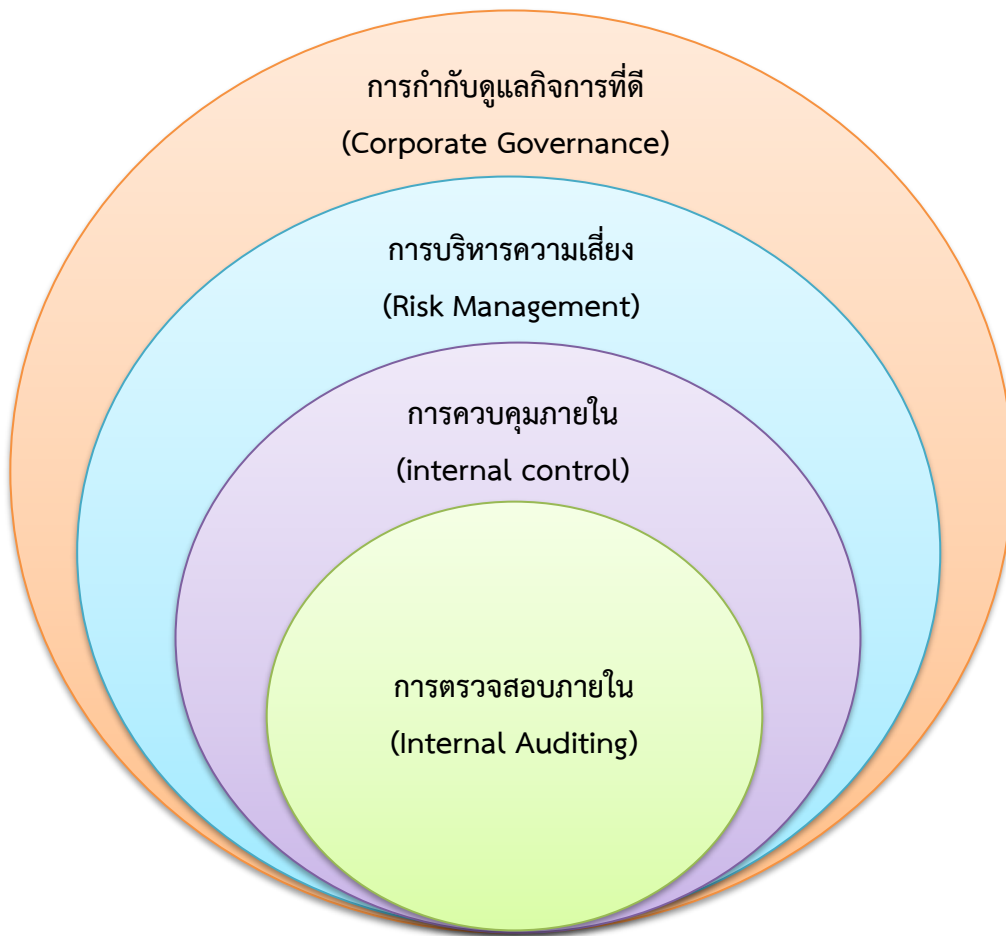 การกำกับดูแลกิจการที่ดี
(Corporate Governance)
การบริหารความเสี่ยง
(Risk Management)
การควบคุมภายใน
(internal control)
การตรวจสอบภายใน
(Internal Auditing)